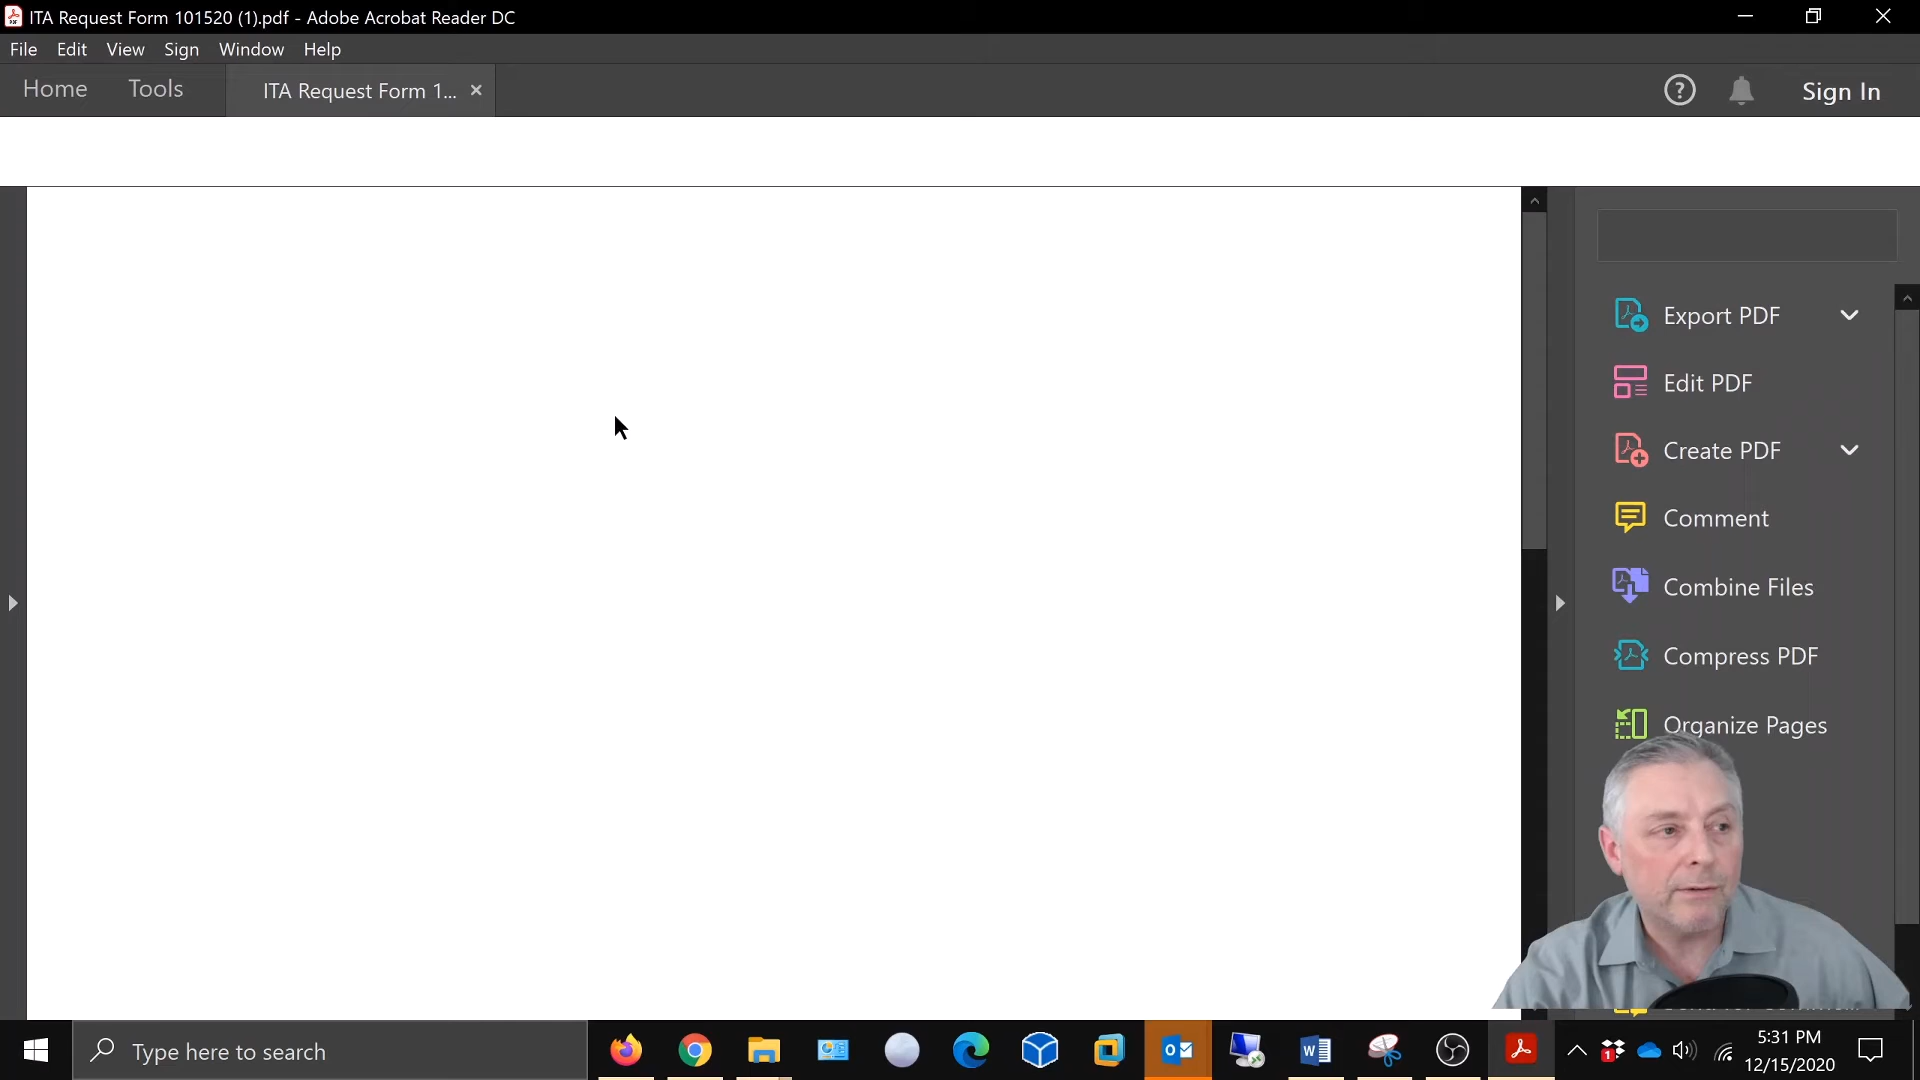 ITA Request Form 101520 (1).pdf - Adobe Acrobat Reader DC
File Edit View Sign Window Help
Home Tools ITA Request Form 1... Sign In
Export PDF
Edit PDF
Create PDF
Comment
Combine Files
Compress PDF
Organize Pages
Type here to search
1
5:31 PM
12/15/2020